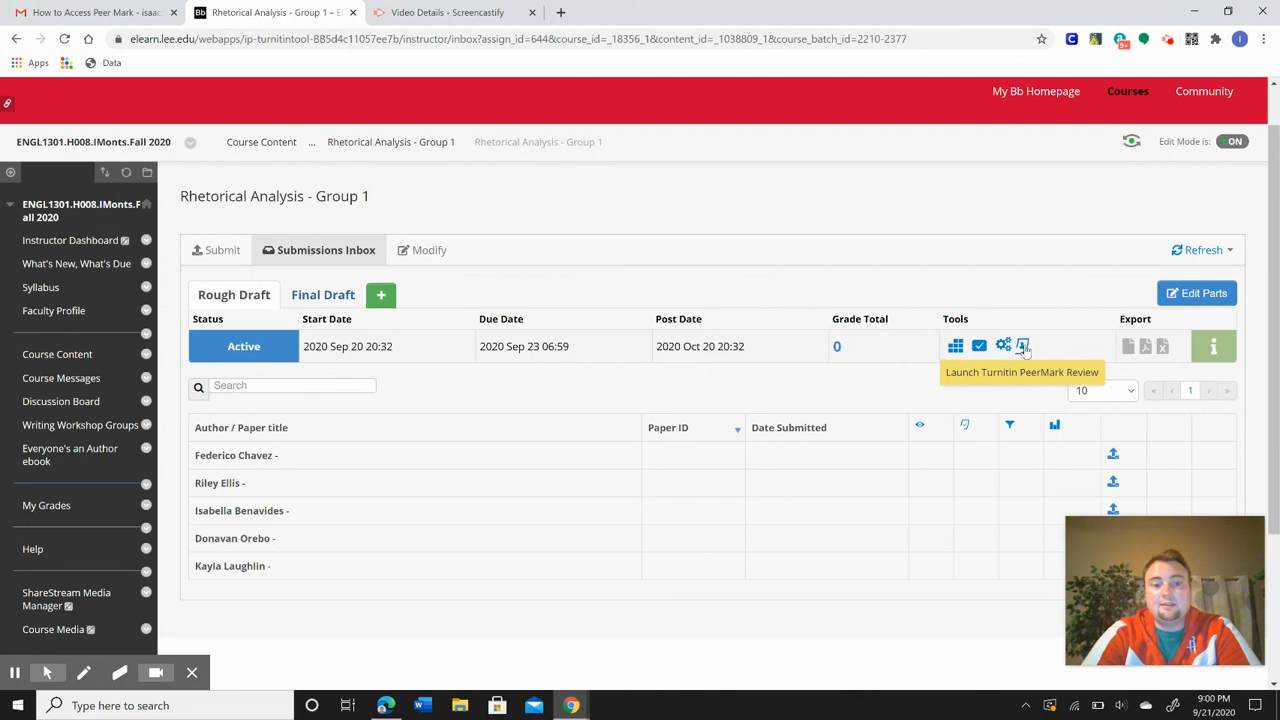 How to Access Peer Mark - isaac
Rhetorical Analysis - Group 1 –
Video Details - Screencastify
elearn.lee.edu/webapps/ip-turnitintool-BB5d4c11057ee7b/instructor/inbox?assign_id=644&course_id=_18356_1&content_id=_1038809_1&course_batch_id=2210-2377
9+
I
Apps
Data
My Bb Homepage
Courses
Community
ENGL1301.H008.IMonts.Fall 2020
Course Content
...
Rhetorical Analysis - Group 1
Rhetorical Analysis - Group 1
Edit Mode is:
ON
ENGL1301.H008.IMonts.F
all 2020
Instructor Dashboard
What's New, What's Due
Syllabus
Faculty Profile
Course Content
Course Messages
Discussion Board
Writing Workshop Groups
Everyone's an Author
ebook
My Grades
Help
ShareStream Media
Manager
Course Media
Rhetorical Analysis - Group 1
Submit
Submissions Inbox
Modify
Refresh
Rough Draft
Final Draft
+
Edit Parts
Status
Start Date
Due Date
Post Date
Grade Total
Tools
Export
Active
2020 Sep 20 20:32
2020 Sep 23 06:59
2020 Oct 20 20:32
0
Launch Turnitin PeerMark Review
Search
10
«
‹
1
›
»
Author / Paper title
Paper ID
Date Submitted
Federico Chavez -
Riley Ellis -
Isabella Benavides -
Donavan Orebo -
Kayla Laughlin -
Type here to search
9:00 PM
9/21/2020